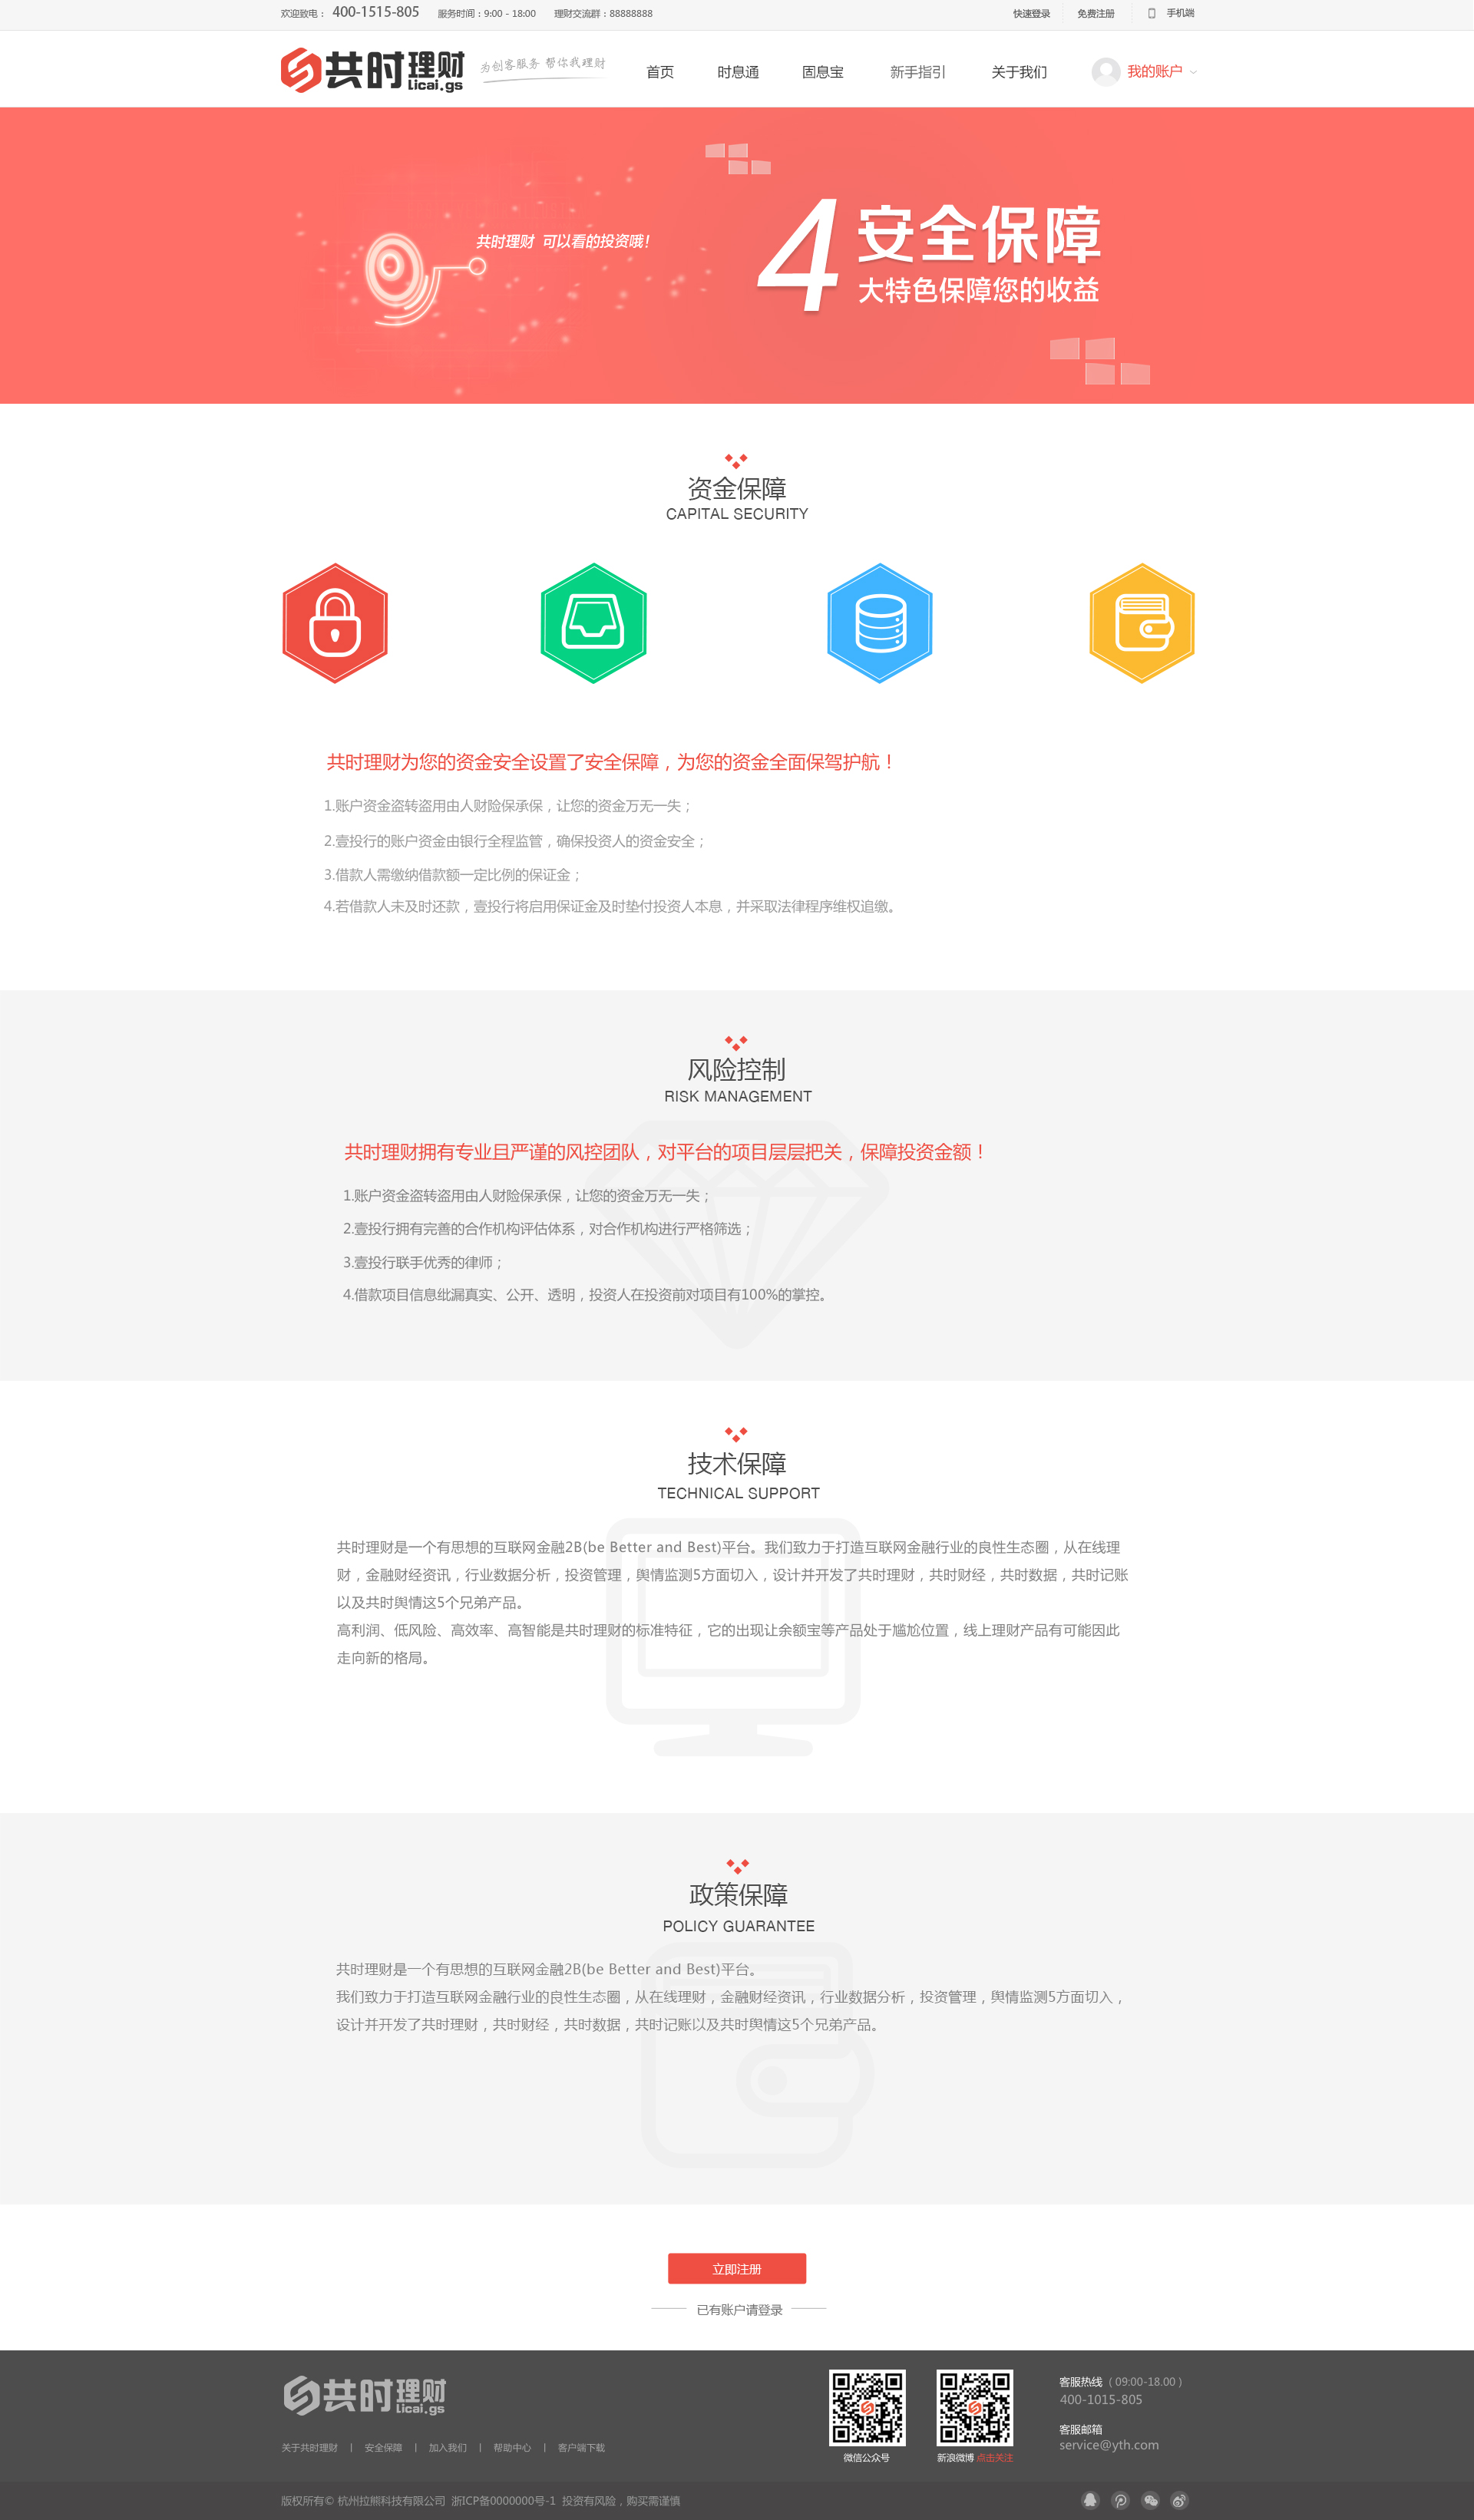 欢迎致电： 400-1515-805 服务时间：9:00 - 18:00 理财交流群：88888888 快速登录 免费注册 手机端
共时理财 Licai.gs 为创客服务 帮你我理财 首页 时息通 固息宝 新手指引 关于我们 我的账户
共时理财 可以看的投资哦！
4 安全保障
大特色保障您的收益
资金保障
CAPITAL SECURITY
共时理财为您的资金安全设置了安全保障，为您的资金全面保驾护航！
1.账户资金盗转盗用由人财险保承保，让您的资金万无一失；
2.壹投行的账户资金由银行全程监管，确保投资人的资金安全；
3.借款人需缴纳借款额一定比例的保证金；
4.若借款人未及时还款，壹投行将启用保证金及时垫付投资人本息，并采取法律程序维权追缴。
风险控制
RISK MANAGEMENT
共时理财拥有专业且严谨的风控团队，对平台的项目层层把关，保障投资金额！
1.账户资金盗转盗用由人财险保承保，让您的资金万无一失；
2.壹投行拥有完善的合作机构评估体系，对合作机构进行严格筛选；
3.壹投行联手优秀的律师；
4.借款项目信息纰漏真实、公开、透明，投资人在投资前对项目有100%的掌控。
技术保障
TECHNICAL SUPPORT
共时理财是一个有思想的互联网金融2B(be Better and Best)平台。我们致力于打造互联网金融行业的良性生态圈，从在线理
财，金融财经资讯，行业数据分析，投资管理，舆情监测5方面切入，设计并开发了共时理财，共时财经，共时数据，共时记账
以及共时舆情这5个兄弟产品。
高利润、低风险、高效率、高智能是共时理财的标准特征，它的出现让余额宝等产品处于尴尬位置，线上理财产品有可能因此
走向新的格局。
政策保障
POLICY GUARANTEE
共时理财是一个有思想的互联网金融2B(be Better and Best)平台。
我们致力于打造互联网金融行业的良性生态圈，从在线理财，金融财经资讯，行业数据分析，投资管理，舆情监测5方面切入，
设计并开发了共时理财，共时财经，共时数据，共时记账以及共时舆情这5个兄弟产品。
立即注册
已有账户请登录
共时理财 Licai.gs
关于共时理财 | 安全保障 | 加入我们 | 帮助中心 | 客户端下载
微信公众号
新浪微博 点击关注
客服热线 ( 09:00-18.00 )
400-1015-805
客服邮箱
service@yth.com
版权所有© 杭州拉熊科技有限公司 浙ICP备0000000号-1 投资有风险，购买需谨慎